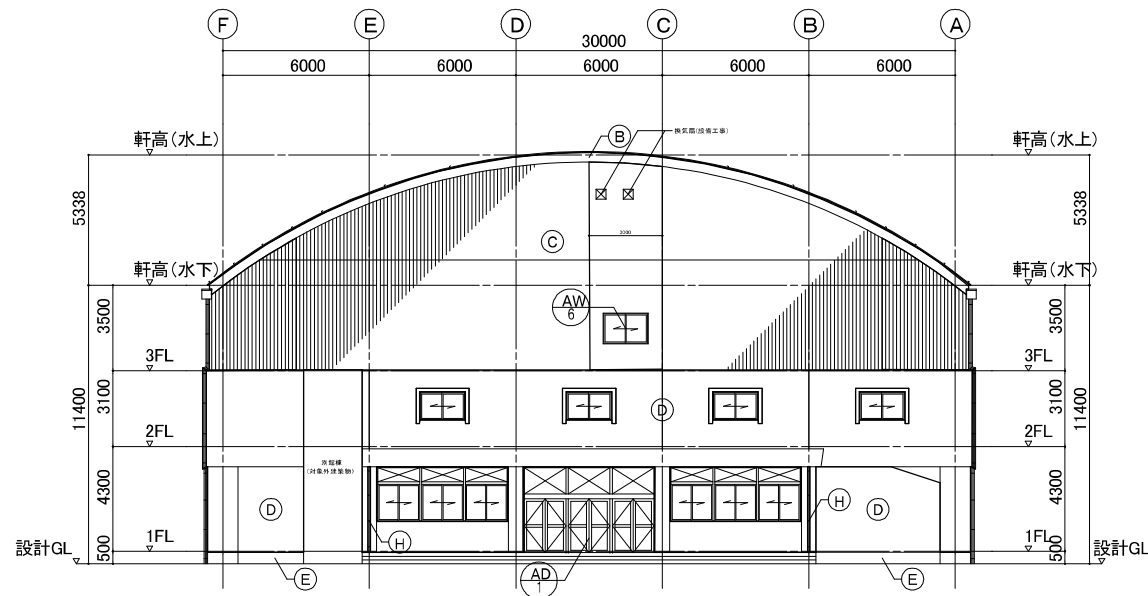 F E D C B A
30000
6000 6000 6000 6000 6000
軒高(水上) 軒高(水上)
B
換気扇(設備工事)
5338 5338
C
3000
軒高(水下) 軒高(水下)
AW
6
3500 3500
3FL 3FL
11400 3100 3100 11400
D
2FL 2FL
(対象外建築物)
4300 4300
D D
H H
1FL 1FL
設計GL 500 500 設計GL
E E
AD
1